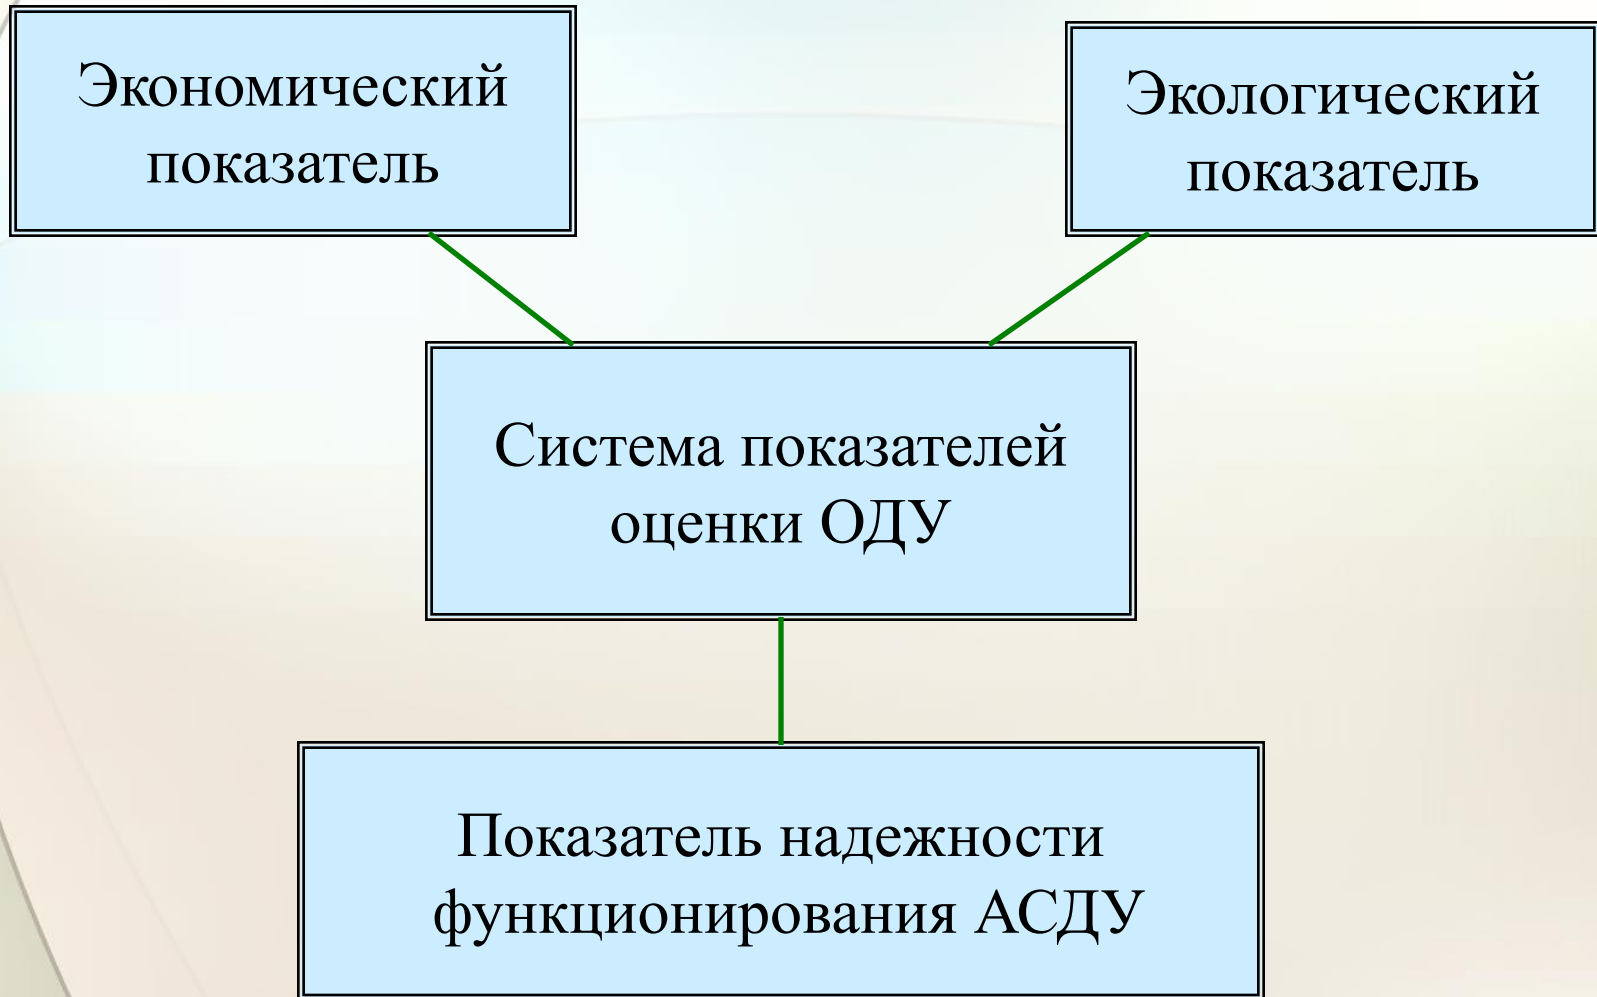 Экономический
показатель
Экологический
показатель
Система показателей
оценки ОДУ
Показатель надежности
функционирования АСДУ